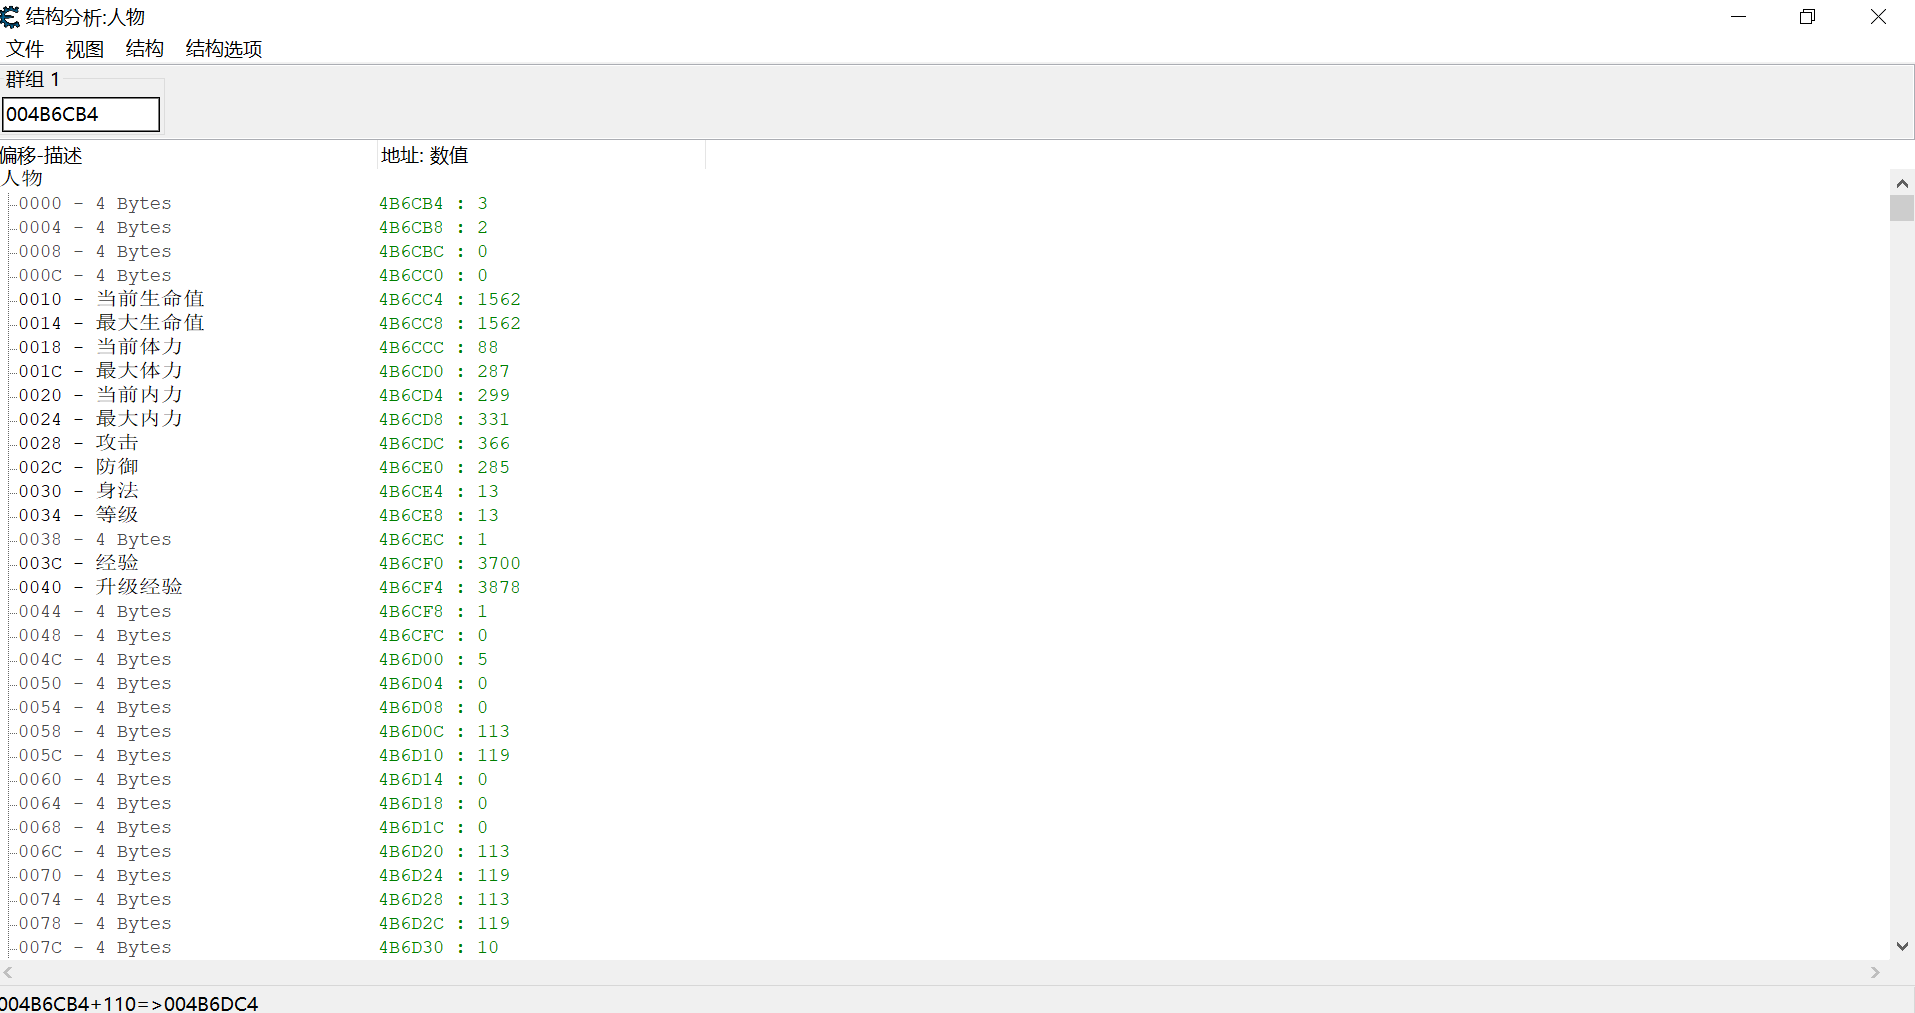 结构分析:人物
文件 视图 结构 结构选项
群组 1
004B6CB4
偏移-描述 地址: 数值
人物
0000 - 4 Bytes 4B6CB4 : 3
0004 - 4 Bytes 4B6CB8 : 2
0008 - 4 Bytes 4B6CBC : 0
000C - 4 Bytes 4B6CC0 : 0
0010 - 当前生命值 4B6CC4 : 1562
0014 - 最大生命值 4B6CC8 : 1562
0018 - 当前体力 4B6CCC : 88
001C - 最大体力 4B6CD0 : 287
0020 - 当前内力 4B6CD4 : 299
0024 - 最大内力 4B6CD8 : 331
0028 - 攻击 4B6CDC : 366
002C - 防御 4B6CE0 : 285
0030 - 身法 4B6CE4 : 13
0034 - 等级 4B6CE8 : 13
0038 - 4 Bytes 4B6CEC : 1
003C - 经验 4B6CF0 : 3700
0040 - 升级经验 4B6CF4 : 3878
0044 - 4 Bytes 4B6CF8 : 1
0048 - 4 Bytes 4B6CFC : 0
004C - 4 Bytes 4B6D00 : 5
0050 - 4 Bytes 4B6D04 : 0
0054 - 4 Bytes 4B6D08 : 0
0058 - 4 Bytes 4B6D0C : 113
005C - 4 Bytes 4B6D10 : 119
0060 - 4 Bytes 4B6D14 : 0
0064 - 4 Bytes 4B6D18 : 0
0068 - 4 Bytes 4B6D1C : 0
006C - 4 Bytes 4B6D20 : 113
0070 - 4 Bytes 4B6D24 : 119
0074 - 4 Bytes 4B6D28 : 113
0078 - 4 Bytes 4B6D2C : 119
007C - 4 Bytes 4B6D30 : 10
004B6CB4+110=>004B6DC4